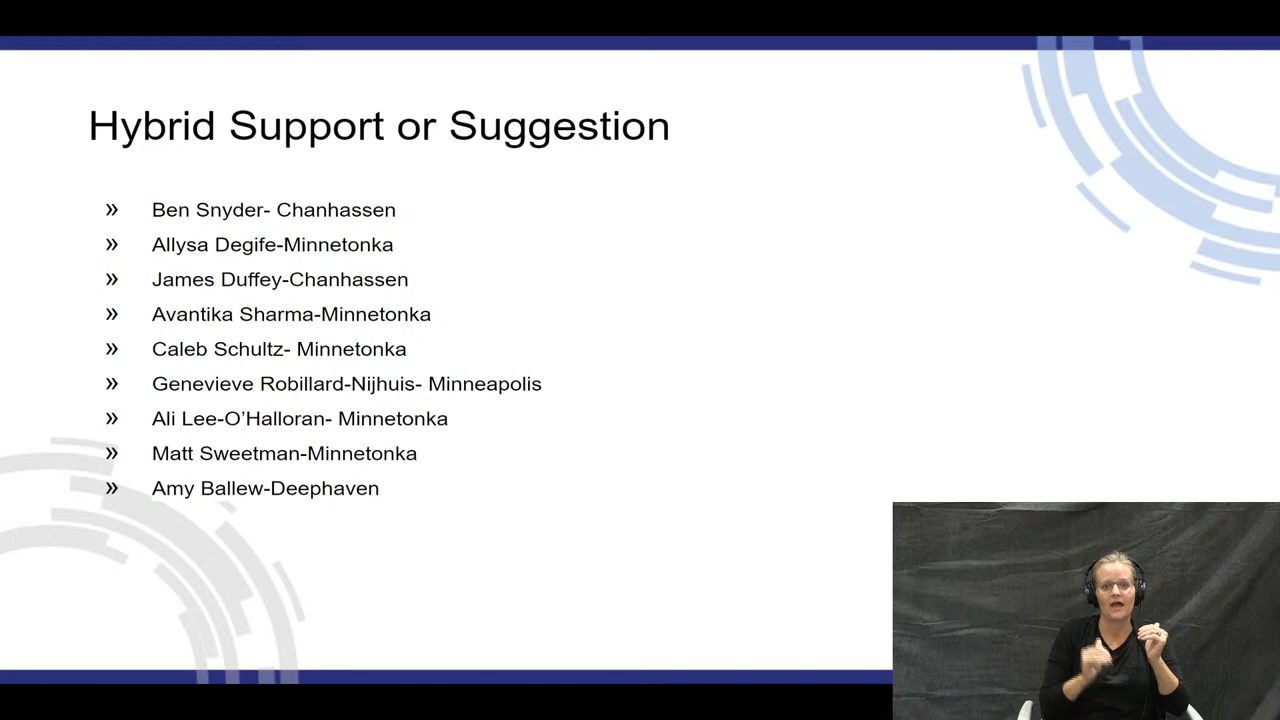 Hybrid Support or Suggestion
» Ben Snyder- Chanhassen
» Allysa Degife-Minnetonka
» James Duffey-Chanhassen
» Avantika Sharma-Minnetonka
» Caleb Schultz- Minnetonka
» Genevieve Robillard-Nijhuis- Minneapolis
» Ali Lee-O’Halloran- Minnetonka
» Matt Sweetman-Minnetonka
» Amy Ballew-Deephaven